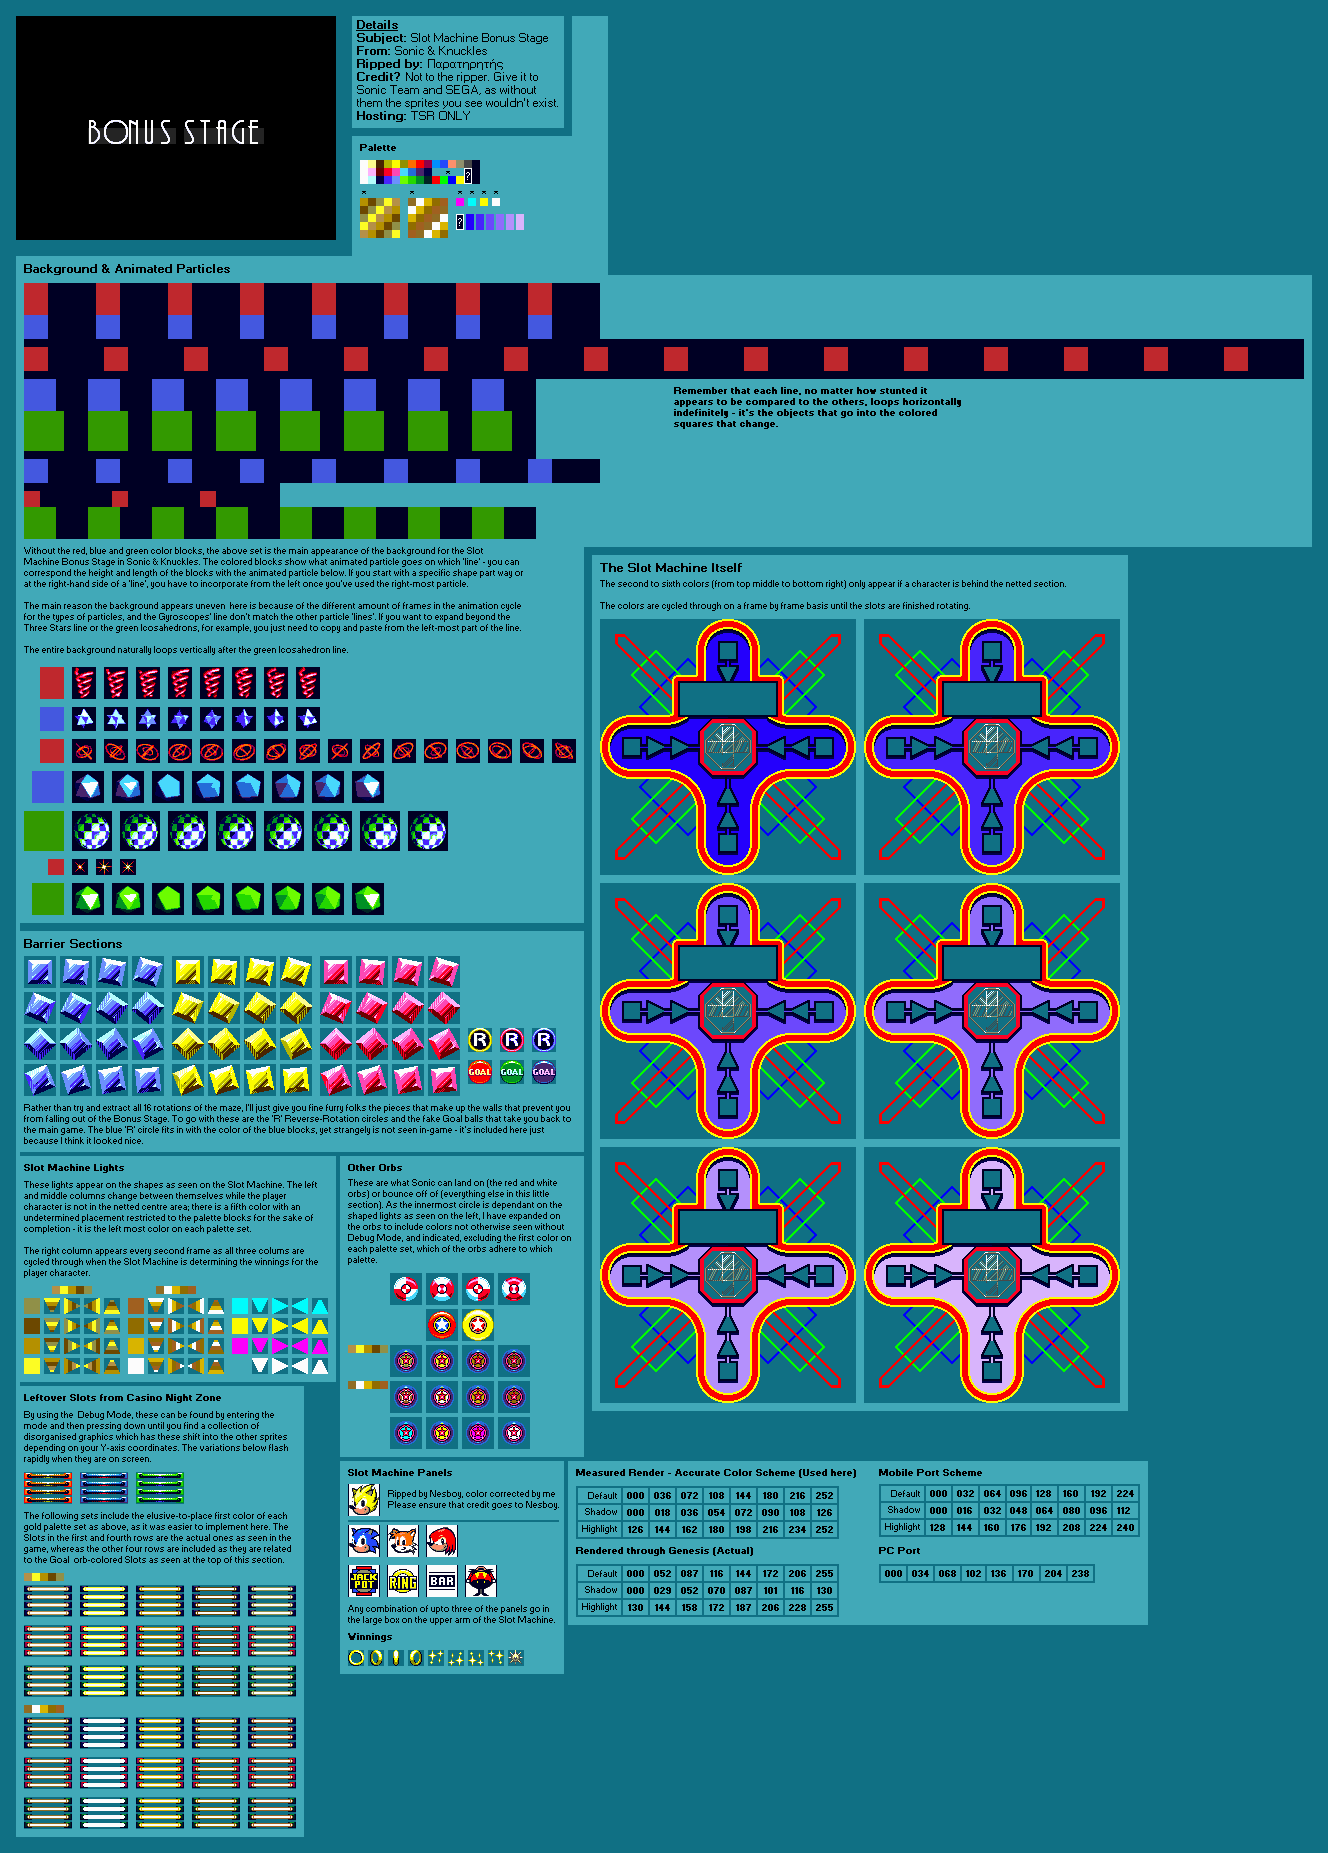 BONUS STAGE
Details
Subject: Slot Machine Bonus Stage
From: Sonic & Knuckles
Ripped by: Παρατηρητής
Credit? Not to the ripper. Give it to
Sonic Team and SEGA, as without
them the sprites you see wouldn't exist.
Hosting: TSR ONLY
Palette
*
?
* * * * * *
?
Background & Animated Particles
Remember that each line, no matter how stunted it
appears to be compared to the others, loops horizontally
indefinitely - it's the objects that go into the colored
squares that change.
Without the red, blue and green color blocks, the above set is the main appearance of the background for the Slot
Machine Bonus Stage in Sonic & Knuckles. The colored blocks show what animated particle goes on which 'line' - you can
correspond the height and length of the blocks with the animated particle below. If you start with a specific shape part way or
at the right-hand side of a 'line', you have to incorporate from the left once you've used the right-most particle.
The main reason the background appears uneven here is because of the different amount of frames in the animation cycle
for the types of particles, and the Gyroscopes' line don't match the other particle 'lines'. If you want to expand beyond the
Three Stars line or the green Icosahedrons, for example, you just need to copy and paste from the left-most part of the line.
The entire background naturally loops vertically after the green Icosahedron line.
The Slot Machine Itself
The second to sixth colors (from top middle to bottom right) only appear if a character is behind the netted section.
The colors are cycled through on a frame by frame basis until the slots are finished rotating.
Barrier Sections
R R R
GOAL GOAL GOAL
Rather than try and extract all 16 rotations of the maze, I'll just give you fine furry folks the pieces that make up the walls that prevent you
from falling out of the Bonus Stage. To go with these are the 'R' Reverse-Rotation circles and the fake Goal balls that take you back to
the main game. The blue 'R' circle fits in with the color of the blue blocks, yet strangely is not seen in-game - it's included here just
because I think it looked nice.
Slot Machine Lights
These lights appear on the shapes as seen on the Slot Machine. The left
and middle columns change between themselves while the player
character is not in the netted centre area; there is a fifth color with an
undetermined placement restricted to the palette blocks for the sake of
completion - it is the left most color on each palette set.
The right column appears every second frame as all three colums are
cycled through when the Slot Machine is determining the winnings for the
player character.
Other Orbs
These are what Sonic can land on (the red and white
orbs) or bounce off of (everything else in this little
section). As the innermost circle is dependant on the
shaped lights as seen on the left, I have expanded on
the orbs to include colors not otherwise seen without
Debug Mode, and indicated, excluding the first color on
each palette set, which of the orbs adhere to which
palette.
Leftover Slots from Casino Night Zone
By using the Debug Mode, these can be found by entering the
mode and then pressing down until you find a collection of
disorganised graphics which has these shift into the other sprites
depending on your Y-axis coordinates. The variations below flash
rapidly when they are on screen.
The following sets include the elusive-to-place first color of each
gold palette set as above, as it was easier to implement here. The
Slots in the first and fourth rows are the actual ones as seen in the
game, whereas the other four rows are included as they are related
to the Goal orb-colored Slots as seen at the top of this section.
Slot Machine Panels
Ripped by Nesboy, color corrected by me
Please ensure that credit goes to Nesboy.
JACK POT RING BAR
Any combination of upto three of the panels go in
the large box on the upper arm of the Slot Machine.
Winnings
Measured Render - Accurate Color Scheme (Used here)
Default 000 036 072 108 144 180 216 252
Shadow 000 018 036 054 072 090 108 126
Highlight 126 144 162 180 198 216 234 252
Rendered through Genesis (Actual)
Default 000 052 087 116 144 172 206 255
Shadow 000 029 052 070 087 101 116 130
Highlight 130 144 158 172 187 206 228 255
Mobile Port Scheme
Default 000 032 064 096 128 160 192 224
Shadow 000 016 032 048 064 080 096 112
Highlight 128 144 160 176 192 208 224 240
PC Port
000 034 068 102 136 170 204 238